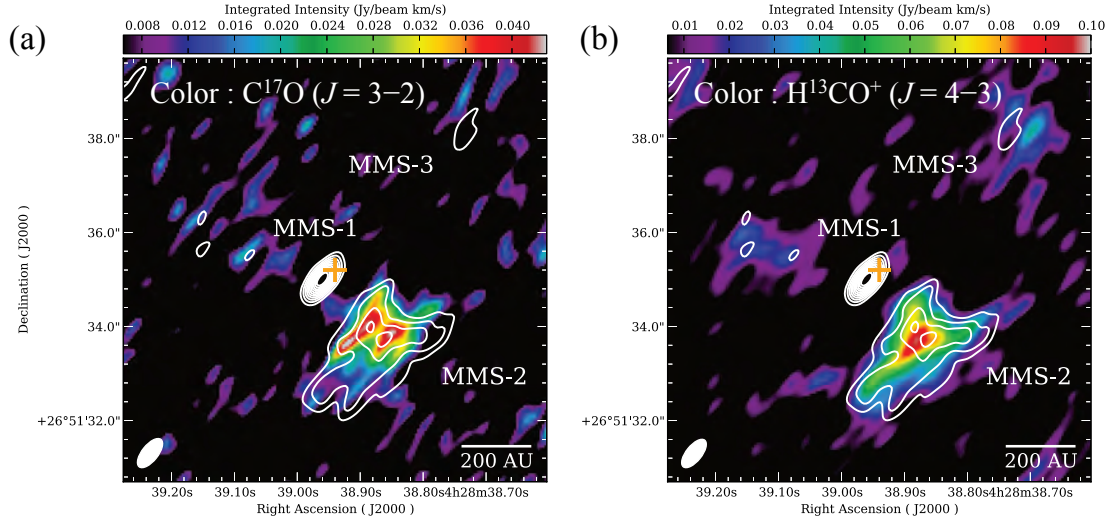 (a)
Integrated Intensity (Jy/beam km/s)
0.008 0.012 0.016 0.020 0.024 0.028 0.032 0.036 0.040
Color : C¹⁷O (J = 3−2)
MMS-3
MMS-1
MMS-2
200 AU
Declination ( J2000 )
38.0"
36.0"
34.0"
+26°51'32.0"
39.20s 39.10s 39.00s 38.90s 38.80s4h28m38.70s
Right Ascension ( J2000 )
(b)
Integrated Intensity (Jy/beam km/s)
0.01 0.02 0.03 0.04 0.05 0.06 0.07 0.08 0.09 0.10
Color : H¹³CO⁺ (J = 4−3)
MMS-3
MMS-1
MMS-2
200 AU
38.0"
36.0"
34.0"
+26°51'32.0"
39.20s 39.10s 39.00s 38.90s 38.80s4h28m38.70s
Right Ascension ( J2000 )